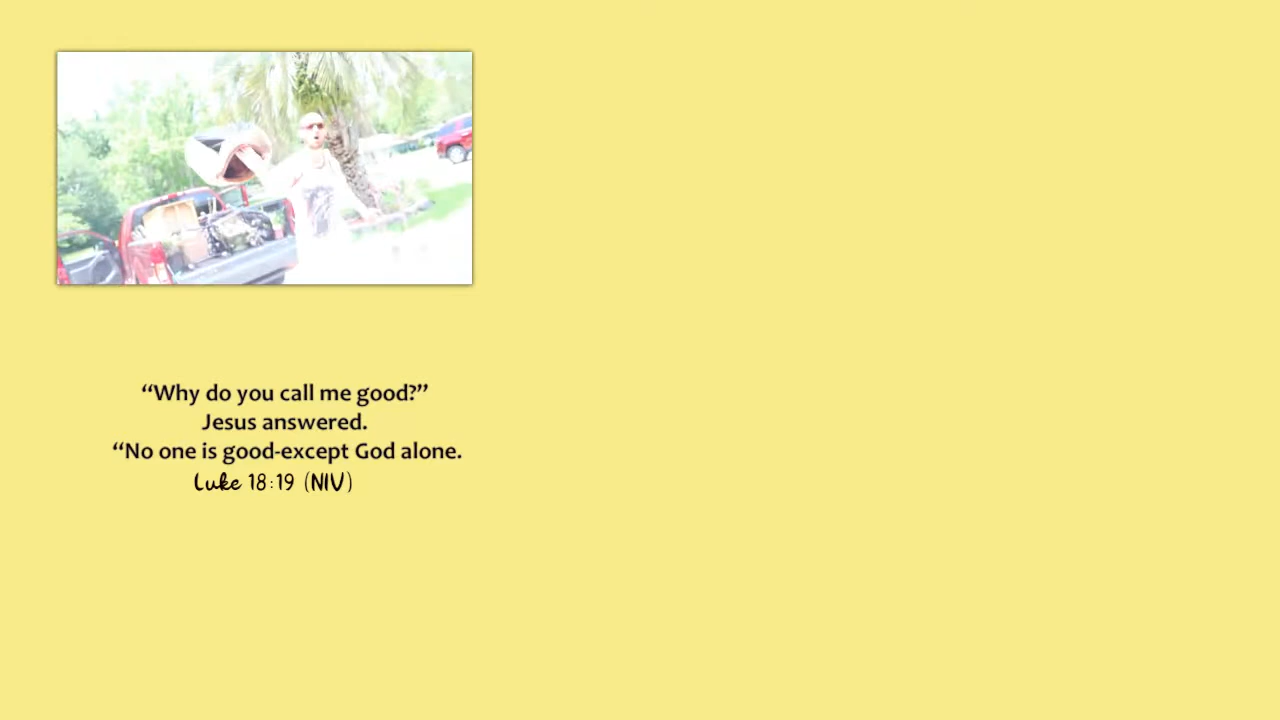 “Why do you call me good?”
Jesus answered.
“No one is good-except God alone.
Luke 18:19 (NIV)